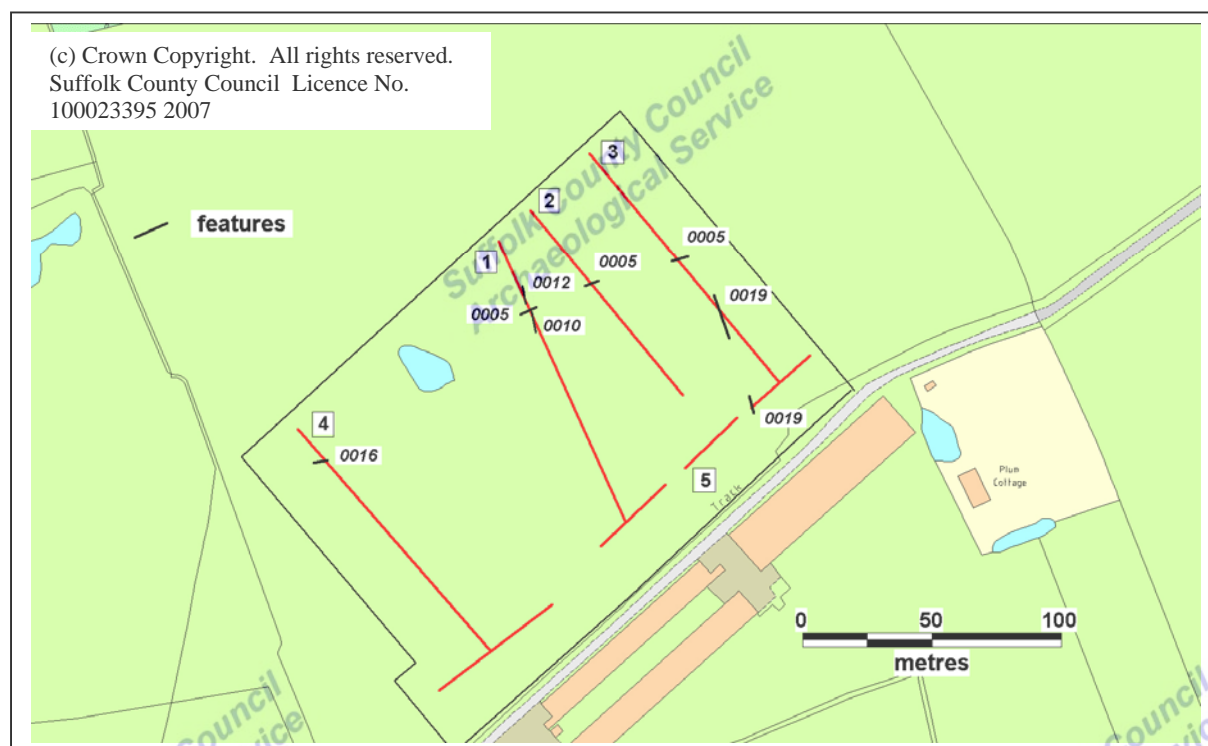 (c) Crown Copyright. All rights reserved.
Suffolk County Council Licence No.
100023395 2007
Suffolk County Council
Archaeological Service
features
3
2
1
0005
0005
0012
0019
0005
0010
4
0016
0019
5
Track
Plum
Cottage
0 50 100
metres
Council
Service
Council
Service